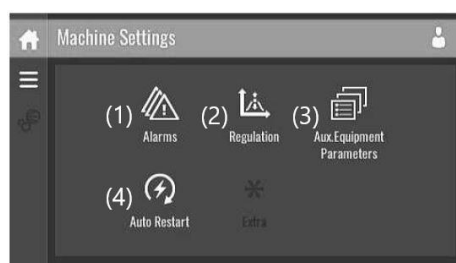 Machine Settings
(1) (2) (3)
Alarms Regulation Aux.Equipment
Parameters
(4)
Auto Restart Extra